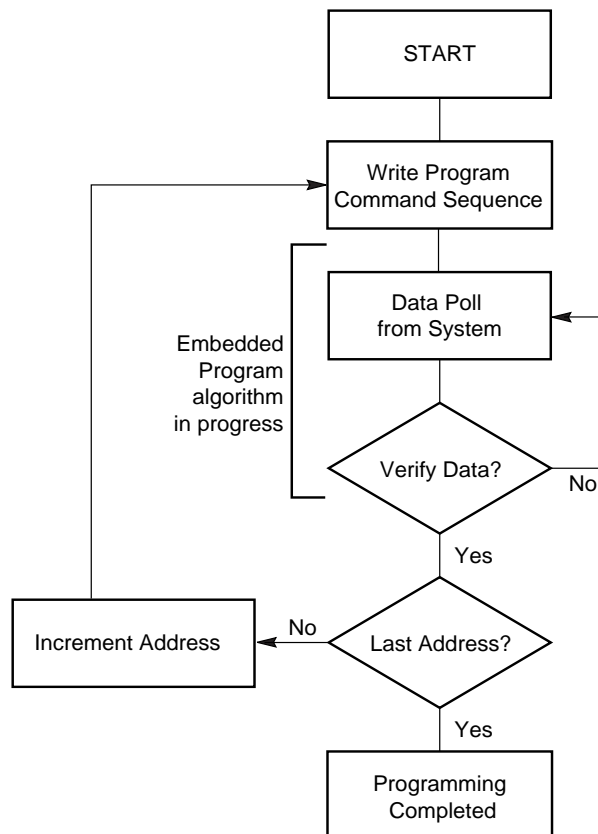 START
Write Program
Command Sequence
Data Poll
from System
Embedded
Program
algorithm
in progress
Verify Data?
No
Yes
No
Increment Address
Last Address?
Yes
Programming
Completed